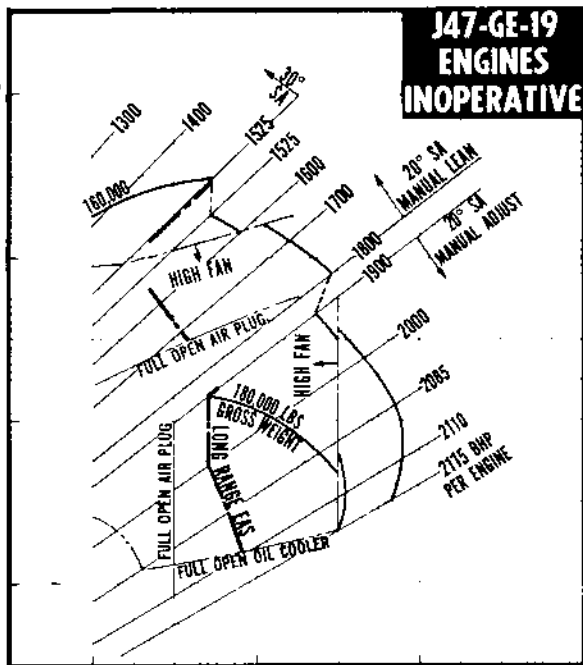 J47-GE-19
ENGINES
INOPERATIVE
30°
SA
1300
1400
1525
1525
1600
1700
160,000
20° SA
MANUAL LEAN
20° SA
MANUAL ADJUST
1800
1900
HIGH FAN
FULL OPEN AIR PLUG
HIGH FAN
2000
2085
2110
2175 BHP
PER ENGINE
180,000 LBS
GROSS WEIGHT
LONG RANGE EAS
FULL OPEN AIR PLUG
FULL OPEN OIL COOLER